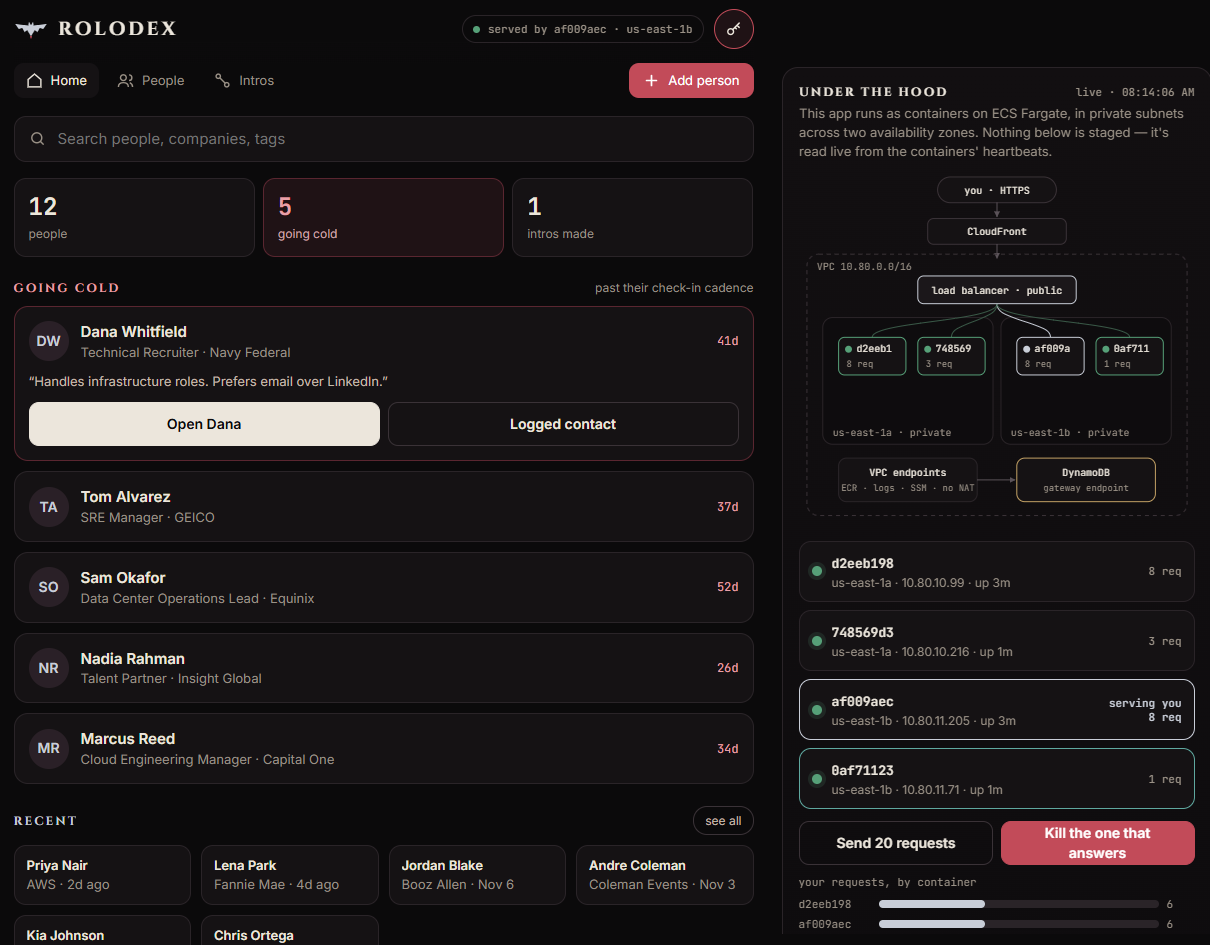 ROLODEX
served by af009aec · us-east-1b
Home
People
Intros
+ Add person
Search people, companies, tags
12
people
5
going cold
1
intros made
GOING COLD
past their check-in cadence
DW
Dana Whitfield
Technical Recruiter · Navy Federal
41d
“Handles infrastructure roles. Prefers email over LinkedIn.”
Open Dana
Logged contact
TA
Tom Alvarez
SRE Manager · GEICO
37d
SO
Sam Okafor
Data Center Operations Lead · Equinix
52d
NR
Nadia Rahman
Talent Partner · Insight Global
26d
MR
Marcus Reed
Cloud Engineering Manager · Capital One
34d
RECENT
see all
Priya Nair
AWS · 2d ago
Lena Park
Fannie Mae · 4d ago
Jordan Blake
Booz Allen · Nov 6
Andre Coleman
Coleman Events · Nov 3
Kia Johnson
Chris Ortega
UNDER THE HOOD
live · 08:14:06 AM
This app runs as containers on ECS Fargate, in private subnets
across two availability zones. Nothing below is staged — it's
read live from the containers' heartbeats.
you · HTTPS
CloudFront
VPC 10.80.0.0/16
load balancer · public
d2eeb1
8 req
748569
3 req
af009a
8 req
0af711
1 req
us-east-1a · private
us-east-1b · private
VPC endpoints
ECR · logs · SSM · no NAT
DynamoDB
gateway endpoint
d2eeb198
us-east-1a · 10.80.10.99 · up 3m
8 req
748569d3
us-east-1a · 10.80.10.216 · up 1m
3 req
af009aec
us-east-1b · 10.80.11.205 · up 3m
serving you
8 req
0af71123
us-east-1b · 10.80.11.71 · up 1m
1 req
Send 20 requests
Kill the one that
answers
your requests, by container
d2eeb198
6
af009aec
6